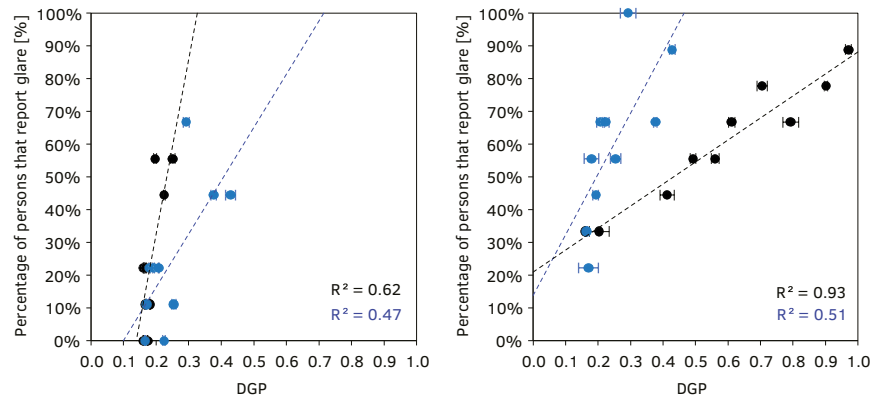 Percentage of persons that report glare [%]
100%
90%
80%
70%
60%
50%
40%
30%
20%
10%
0%
R² = 0.62
R² = 0.47
0.0 0.1 0.2 0.3 0.4 0.5 0.6 0.7 0.8 0.9 1.0
DGP
Percentage of persons that report glare [%]
100%
90%
80%
70%
60%
50%
40%
30%
20%
10%
0%
R² = 0.93
R² = 0.51
0.0 0.1 0.2 0.3 0.4 0.5 0.6 0.7 0.8 0.9 1.0
DGP